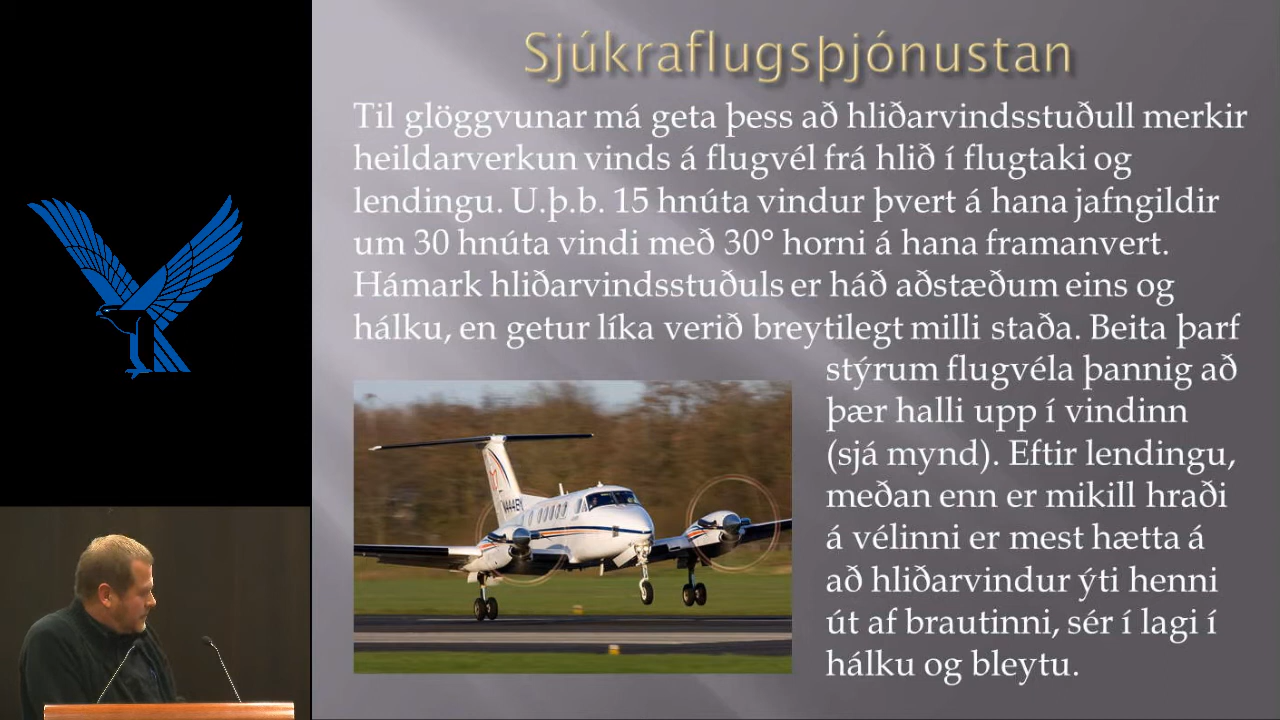 Sjúkraflugsþjónustan
Til glöggvunar má geta þess að hliðarvindsstuðull merkir
heildarverkun vinds á flugvél frá hlið í flugtaki og
lendingu. U.þ.b. 15 hnúta vindur þvert á hana jafngildir
um 30 hnúta vindi með 30° horni á hana framanvert.
Hámark hliðarvindsstuðuls er háð aðstæðum eins og
hálku, en getur líka verið breytilegt milli staða. Beita þarf
stýrum flugvéla þannig að
þær halli upp í vindinn
(sjá mynd). Eftir lendingu,
meðan enn er mikill hraði
á vélinni er mest hætta á
að hliðarvindur ýti henni
út af brautinni, sér í lagi í
hálku og bleytu.